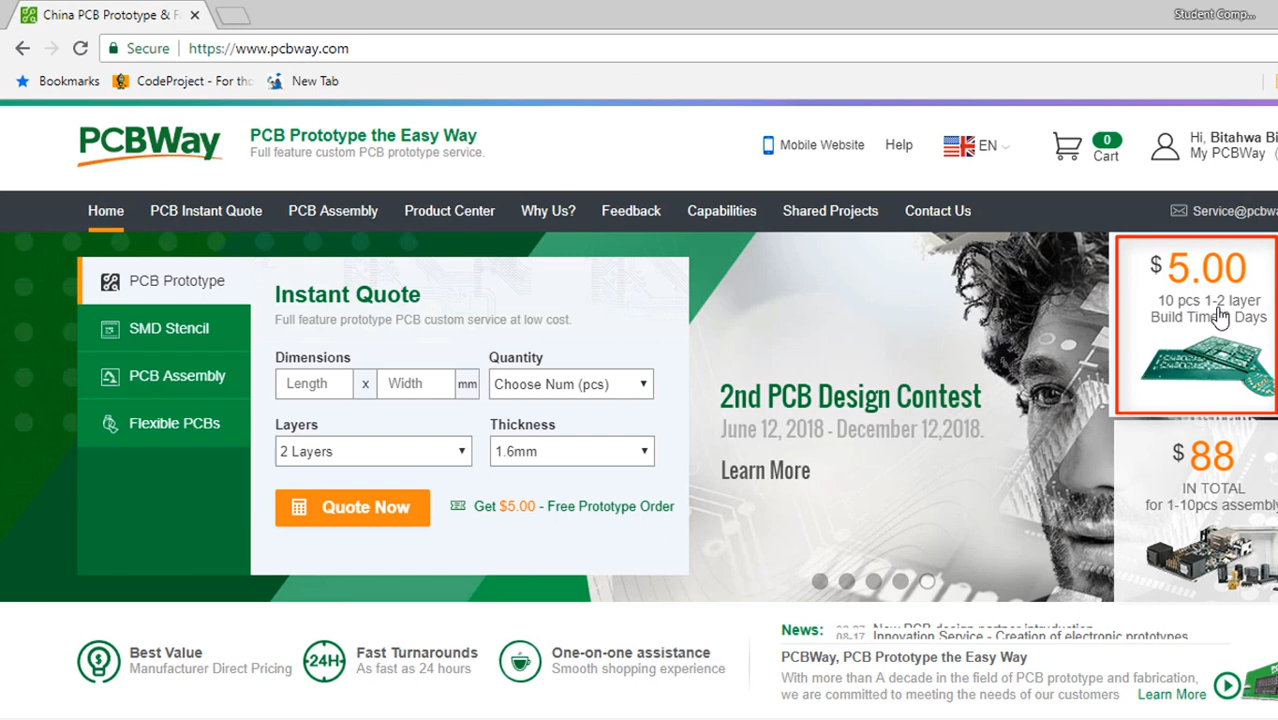 China PCB Prototype & F
Student Comp...
Secure
https://www.pcbway.com
Bookmarks
CodeProject - For tho
New Tab
PCBWay
PCB Prototype the Easy Way
Full feature custom PCB prototype service.
Mobile Website
Help
EN
0
Cart
Hi, Bitahwa Bi
My PCBWay (
Home
PCB Instant Quote
PCB Assembly
Product Center
Why Us?
Feedback
Capabilities
Shared Projects
Contact Us
Service@pcbwa
PCB Prototype
SMD Stencil
PCB Assembly
Flexible PCBs
Instant Quote
Full feature prototype PCB custom service at low cost.
Dimensions
Quantity
Length x Width mm
Choose Num (pcs)
Layers
Thickness
2 Layers
1.6mm
Quote Now
Get $5.00 - Free Prototype Order
2nd PCB Design Contest
June 12, 2018 - December 12,2018.
Learn More
$ 5.00
10 pcs 1-2 layer
Build Time Days
$ 88
IN TOTAL
for 1-10pcs assembly
Best Value
Manufacturer Direct Pricing
24H
Fast Turnarounds
As fast as 24 hours
One-on-one assistance
Smooth shopping experience
News:
08-17 Innovation Service - Creation of electronic prototypes
PCBWay, PCB Prototype the Easy Way
With more than A decade in the field of PCB prototype and fabrication,
we are committed to meeting the needs of our customers
Learn More